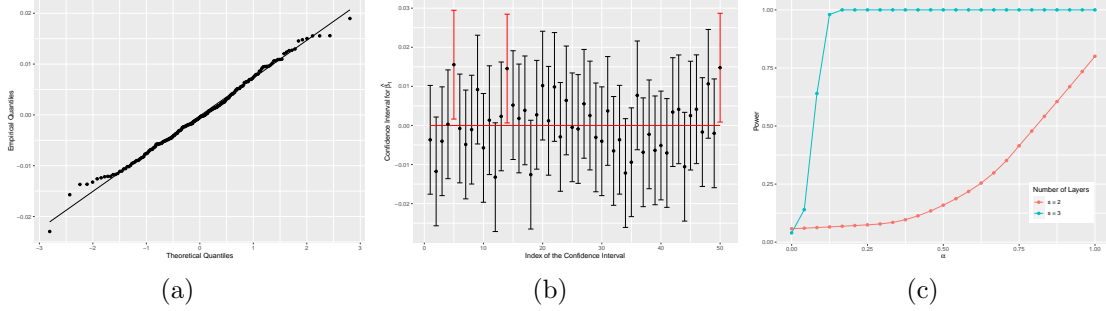 0.02
0.01
0.00
−0.01
−0.02
Empirical Quantiles
−3
−2
−1
0
1
2
3
Theoretical Quantiles
(a)
0.03
0.02
0.01
0.00
−0.01
−0.02
Confidence Interval for β̂₁
0
10
20
30
40
50
Index of the Confidence Interval
(b)
1.00
0.75
0.50
0.25
0.00
Power
Number of Layers
s = 2
s = 3
0.00
0.25
0.50
0.75
1.00
α
(c)